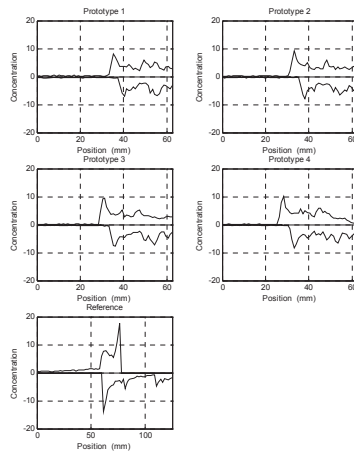 Prototype 1
20
10
0
-10
-20
Concentration
0 20 40 60
Position (mm)
Prototype 2
20
10
0
-10
-20
Concentration
0 20 40 60
Position (mm)
Prototype 3
20
10
0
-10
-20
Concentration
0 20 40 60
Position (mm)
Prototype 4
20
10
0
-10
-20
Concentration
0 20 40 60
Position (mm)
Reference
20
10
0
-10
-20
Concentration
0 50 100
Position (mm)